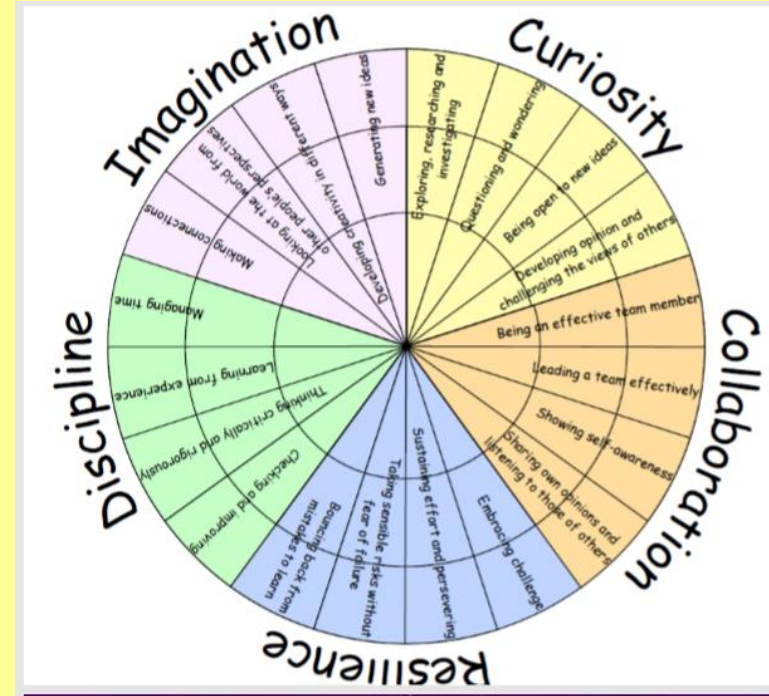 Curiosity
Exploring, researching and
investigating
Questioning and wondering
Being open to new ideas
Developing opinion and
challenging the views of others
Collaboration
Being an effective team member
Leading a team effectively
Showing self-awareness
Sharing own opinions and
listening to those of others
Resilience
Embracing challenge
Sustaining effort and persevering
Taking sensible risks without
fear of failure
Bouncing back from
mistakes to learn
Discipline
Checking and improving
Thinking critically and rigorously
Learning from experience
Managing time
Imagination
Making connections
Looking at the world from
other people's perspectives
Developing creativity in different ways
Generating new ideas